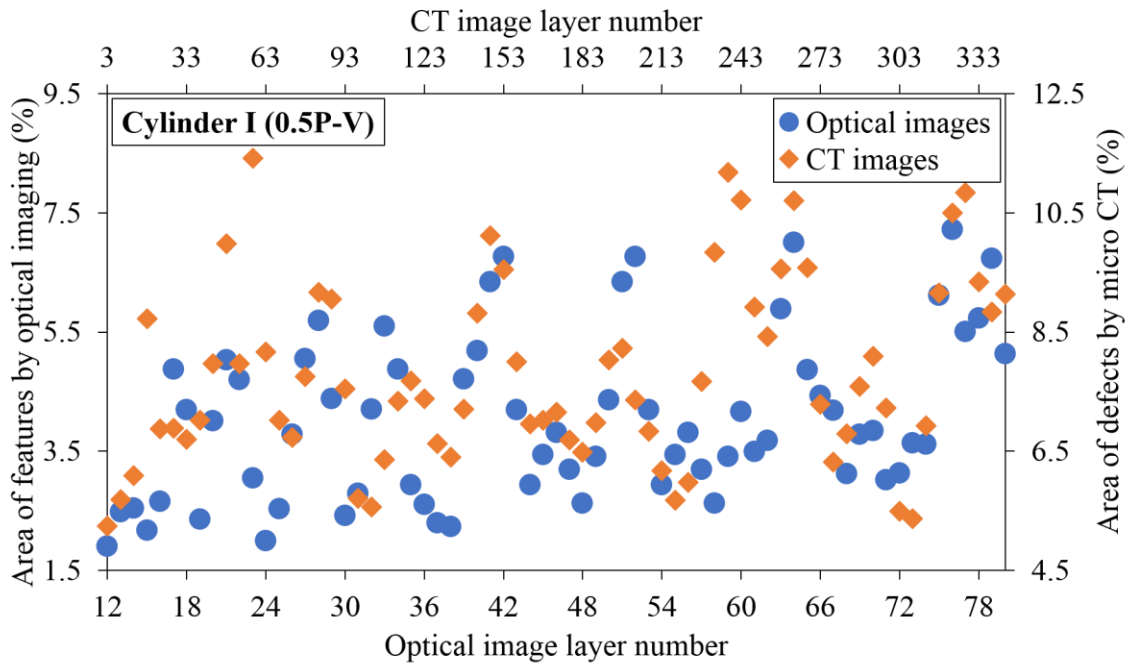 CT image layer number
3 33 63 93 123 153 183 213 243 273 303 333
9.5 12.5
Cylinder I (0.5P-V)
Optical images
CT images
7.5 10.5
5.5 8.5
3.5 6.5
1.5 4.5
Area of features by optical imaging (%)
Area of defects by micro CT (%)
12 18 24 30 36 42 48 54 60 66 72 78
Optical image layer number